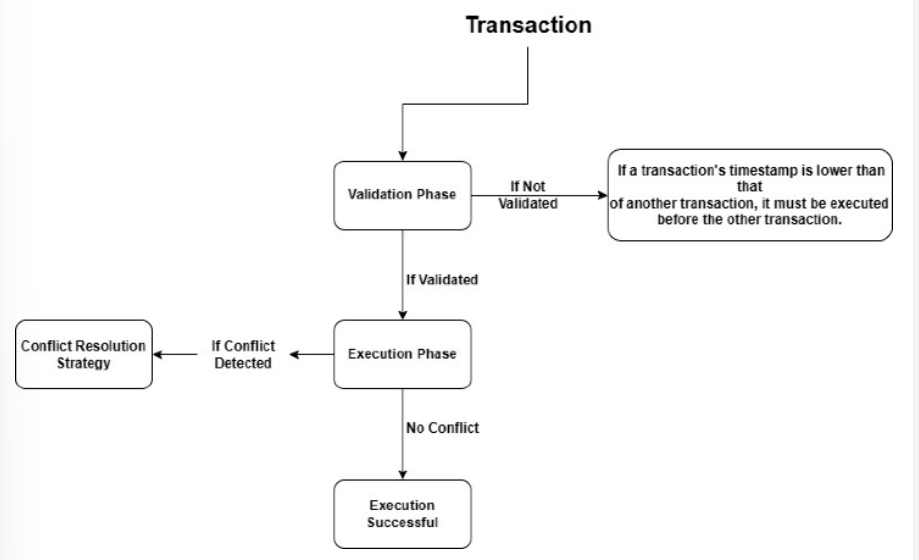 Transaction
Validation Phase
If Not
Validated
If a transaction's timestamp is lower than
that
of another transaction, it must be executed
before the other transaction.
If Validated
Conflict Resolution
Strategy
If Conflict
Detected
Execution Phase
No Conflict
Execution
Successful